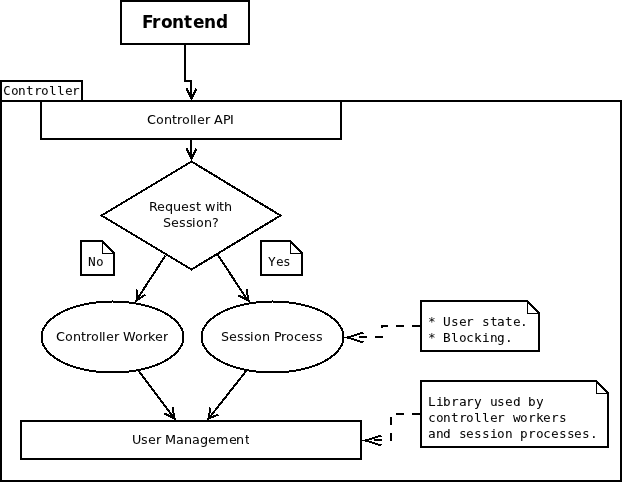 Frontend
Controller
Controller API
Request with
Session?
No
Yes
Controller Worker
Session Process
* User state.
* Blocking.
Library used by
controller workers
and session processes.
User Management